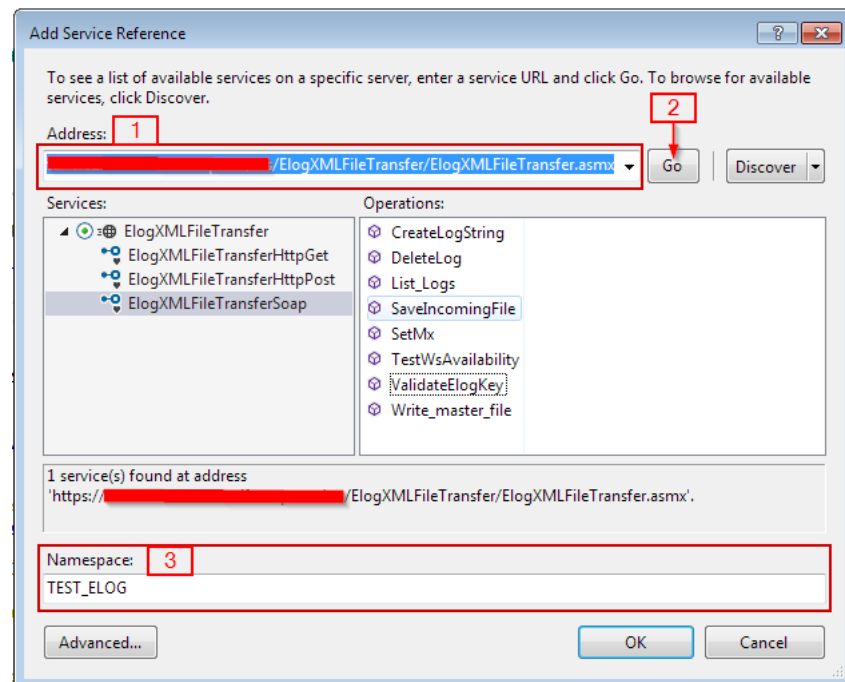 Add Service Reference
To see a list of available services on a specific server, enter a service URL and click Go. To browse for available
services, click Discover.
2
Address: 1
/ElogXMLFileTransfer/ElogXMLFileTransfer.asmx Go Discover
Services: Operations:
ElogXMLFileTransfer
ElogXMLFileTransferHttpGet
ElogXMLFileTransferHttpPost
ElogXMLFileTransferSoap
CreateLogString
DeleteLog
List_Logs
SaveIncomingFile
SetMx
TestWsAvailability
ValidateElogKey
Write_master_file
1 service(s) found at address
'https:// /ElogXMLFileTransfer/ElogXMLFileTransfer.asmx'.
Namespace: 3
TEST_ELOG
Advanced... OK Cancel